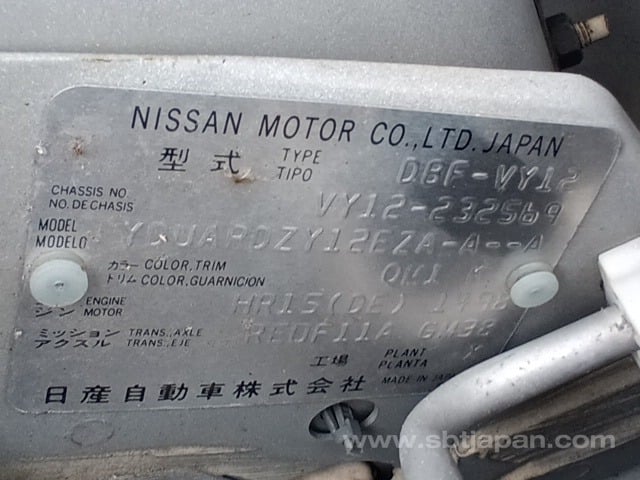 NISSAN MOTOR CO.,LTD. JAPAN
型式 TYPE TIPO DBF-VY12
CHASSIS NO. NO. DE CHASIS VY12-232569
MODEL MODELO
カラー COLOR,TRIM トリム COLOR,GUARNICION QM1 K
ENGINE シン MOTOR HR15(DE) 1498
ミッション TRANS.,AXLE アクスル TRANS.,EJE RE0F11A GM38
工場 PLANT PLANTA
日産自動車株式会社 MADE IN JAPAN
www.sbtjapan.com